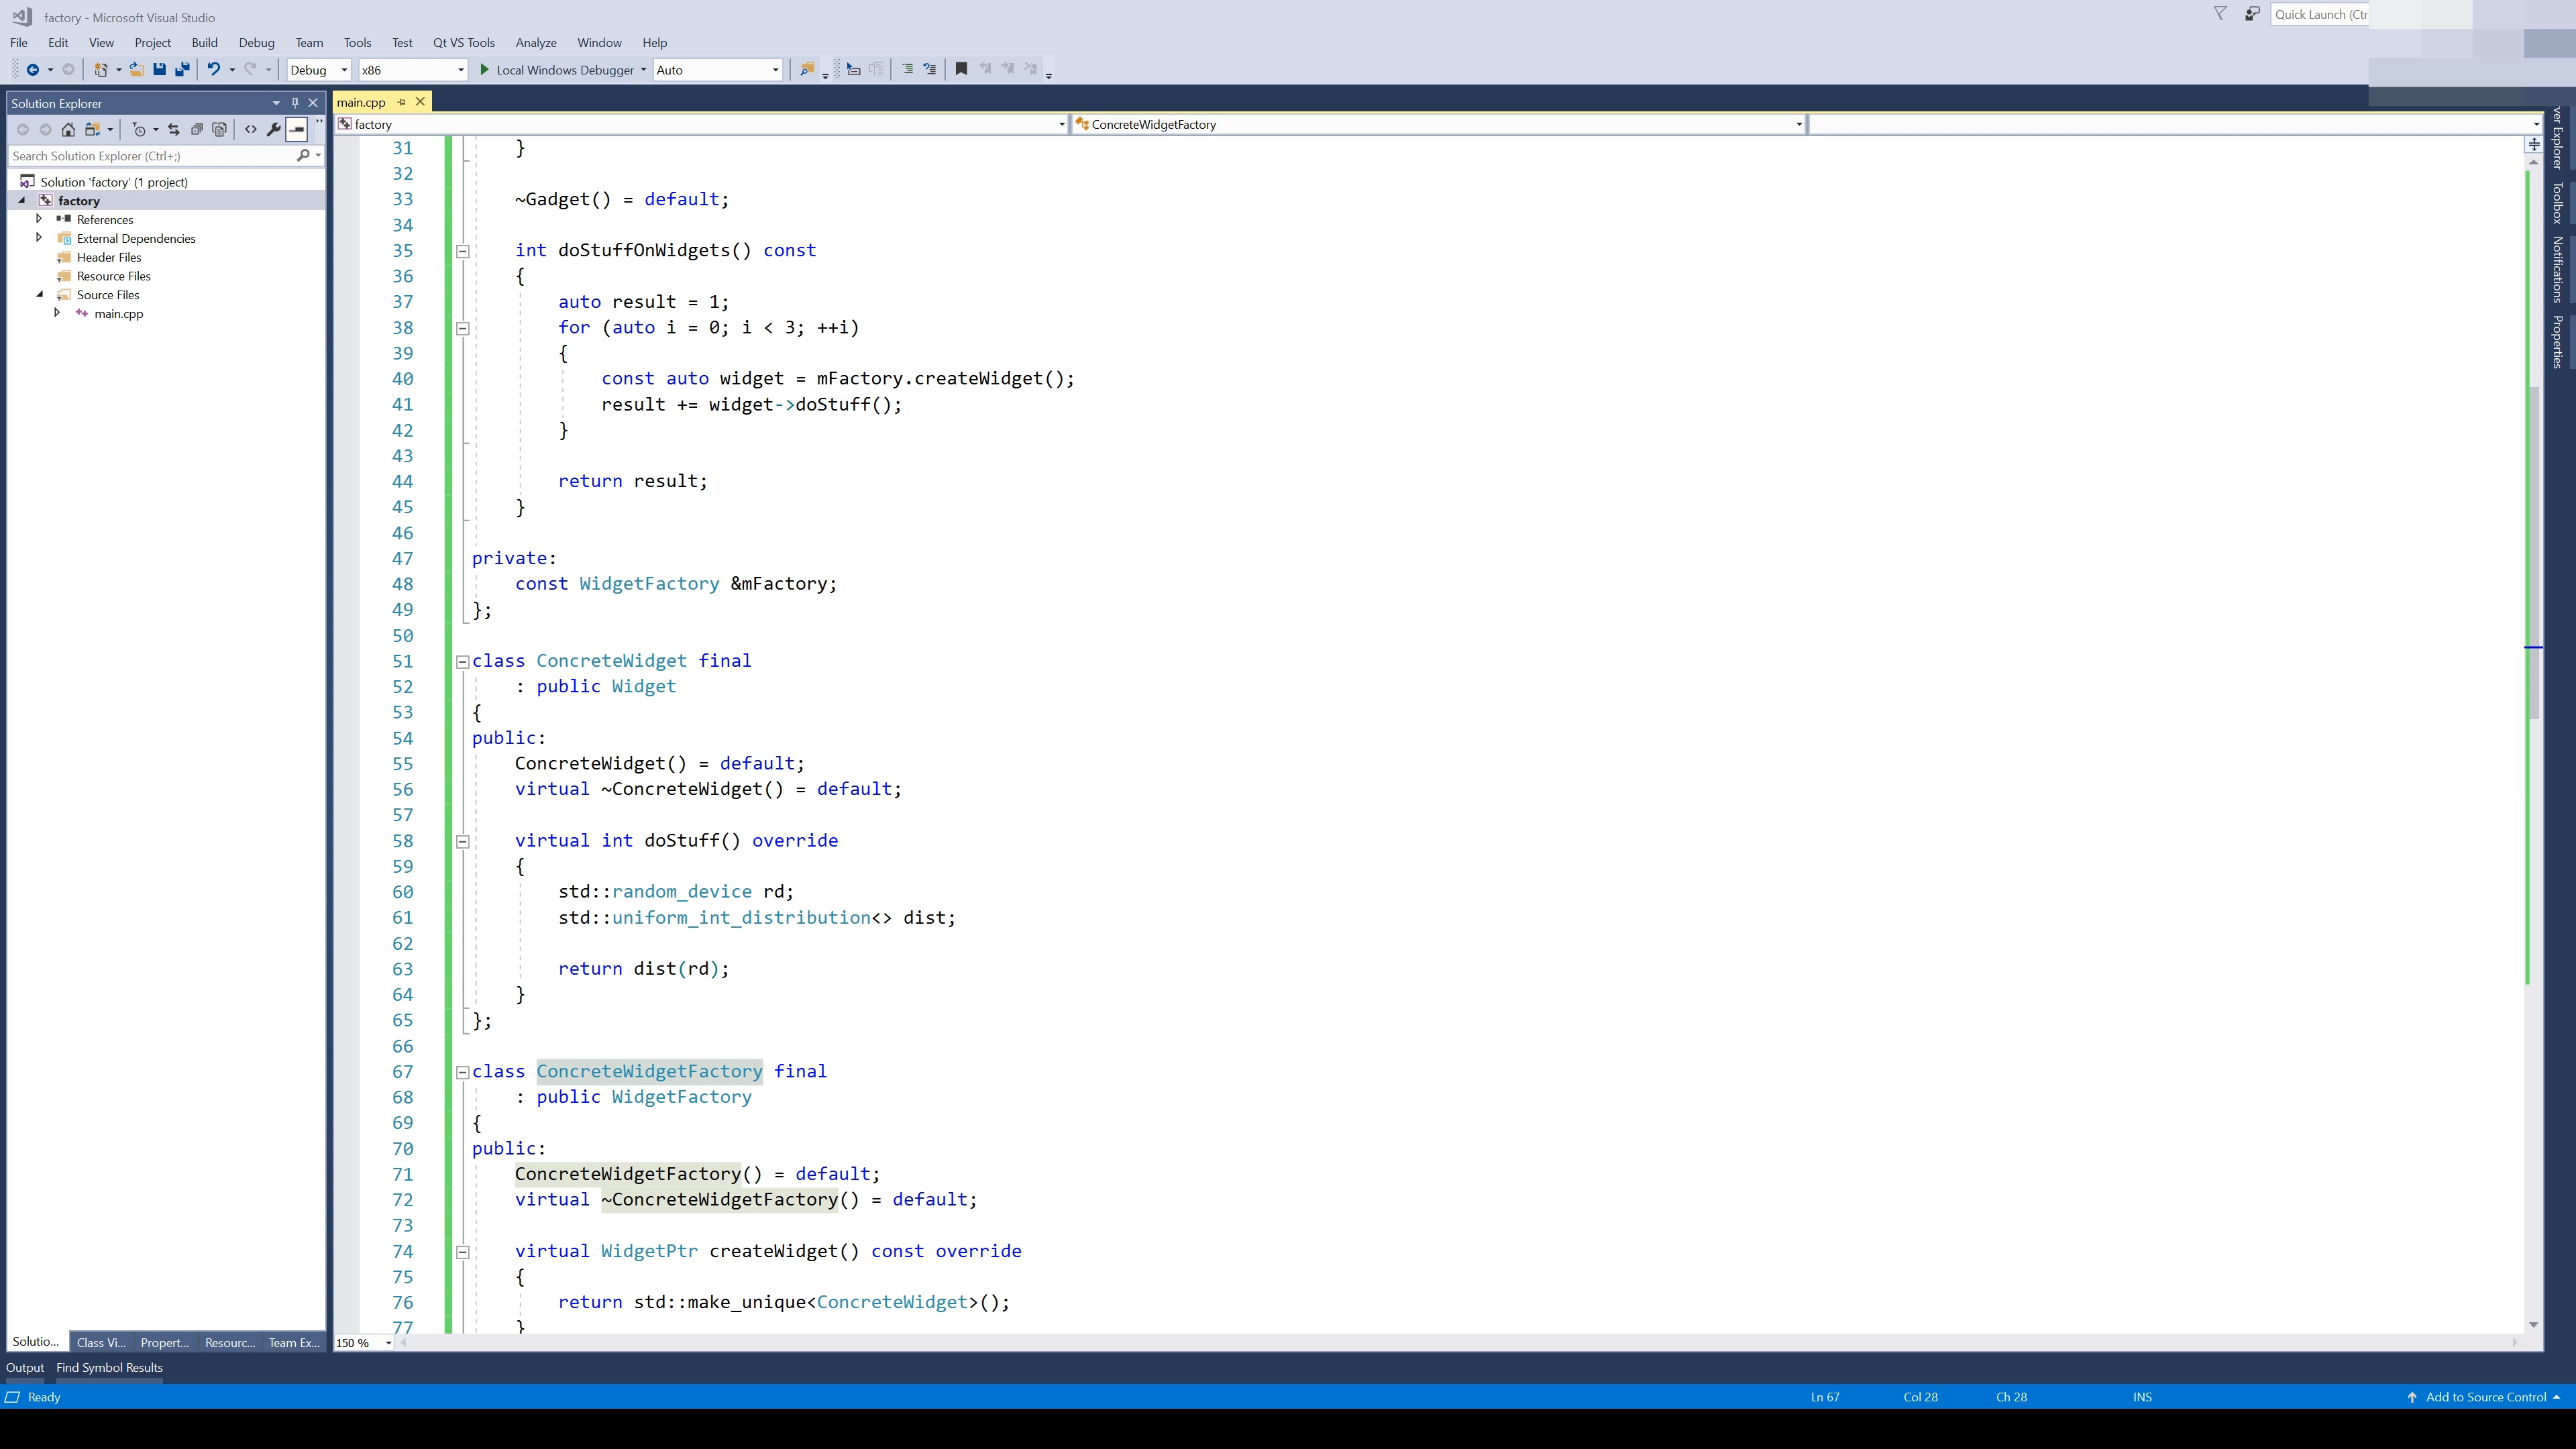 factory - Microsoft Visual Studio
Quick Launch (Ctr
File Edit View Project Build Debug Team Tools Test Qt VS Tools Analyze Window Help
Debug x86 Local Windows Debugger Auto
Solution Explorer
Search Solution Explorer (Ctrl+;)
Solution 'factory' (1 project)
factory
References
External Dependencies
Header Files
Resource Files
Source Files
main.cpp
Solutio... Class Vi... Propert... Resourc... Team Ex...
main.cpp
factory ConcreteWidgetFactory
31 }
32
33 ~Gadget() = default;
34
35 int doStuffOnWidgets() const
36 {
37 auto result = 1;
38 for (auto i = 0; i < 3; ++i)
39 {
40 const auto widget = mFactory.createWidget();
41 result += widget->doStuff();
42 }
43
44 return result;
45 }
46
47 private:
48 const WidgetFactory &mFactory;
49 };
50
51 class ConcreteWidget final
52 : public Widget
53 {
54 public:
55 ConcreteWidget() = default;
56 virtual ~ConcreteWidget() = default;
57
58 virtual int doStuff() override
59 {
60 std::random_device rd;
61 std::uniform_int_distribution<> dist;
62
63 return dist(rd);
64 }
65 };
66
67 class ConcreteWidgetFactory final
68 : public WidgetFactory
69 {
70 public:
71 ConcreteWidgetFactory() = default;
72 virtual ~ConcreteWidgetFactory() = default;
73
74 virtual WidgetPtr createWidget() const override
75 {
76 return std::make_unique<ConcreteWidget>();
77 }
150 %
ver Explorer
Toolbox
Notifications
Properties
Output Find Symbol Results
Ready Ln 67 Col 28 Ch 28 INS Add to Source Control